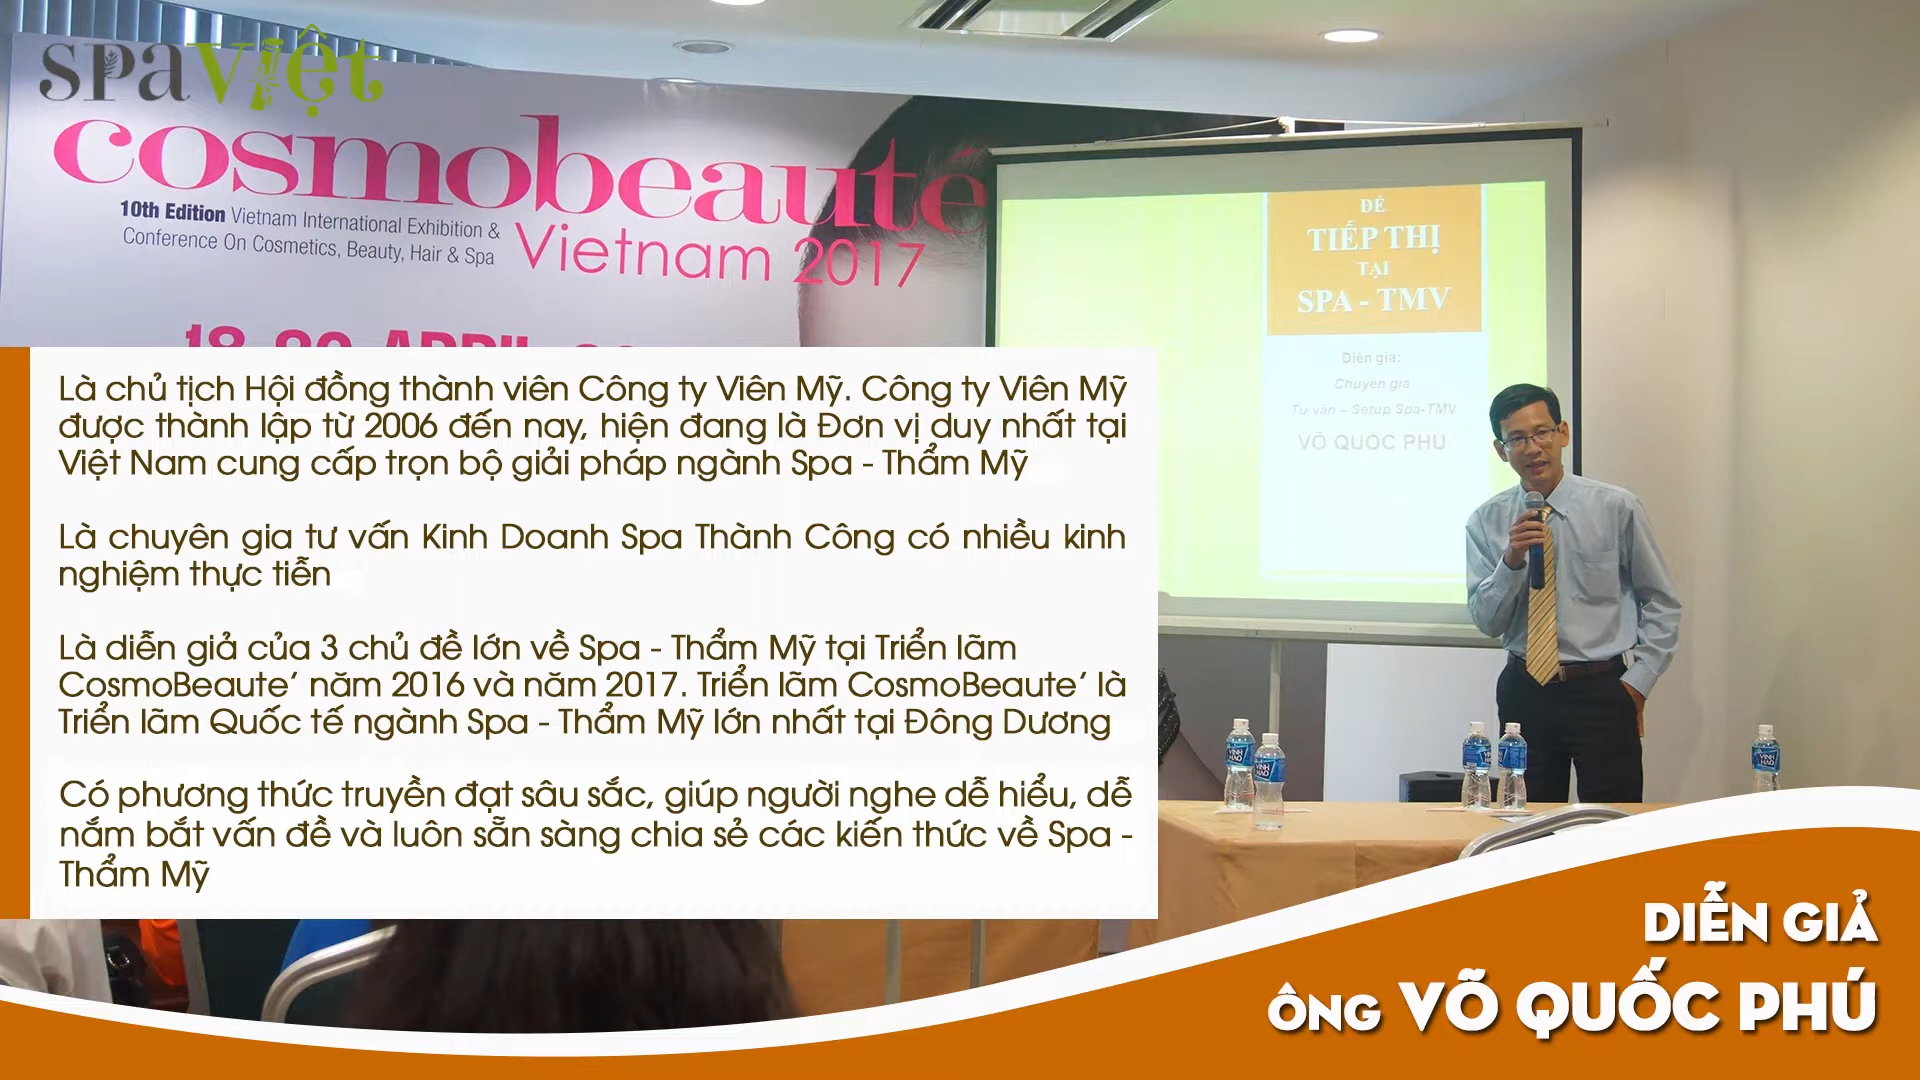 spaviệt
cosmobeauté
10th Edition Vietnam International Exhibition &
Conference On Cosmetics, Beauty, Hair & Spa
Vietnam 2017
ĐỀ
TIẾP THỊ
TẠI
SPA - TMV
Diễn giả:
Chuyên gia
Tư vấn – Setup Spa-TMV
VÕ QUỐC PHÚ
Là chủ tịch Hội đồng thành viên Công ty Viên Mỹ. Công ty Viên Mỹ
được thành lập từ 2006 đến nay, hiện đang là Đơn vị duy nhất tại
Việt Nam cung cấp trọn bộ giải pháp ngành Spa - Thẩm Mỹ
Là chuyên gia tư vấn Kinh Doanh Spa Thành Công có nhiều kinh
nghiệm thực tiễn
Là diễn giả của 3 chủ đề lớn về Spa - Thẩm Mỹ tại Triển lãm
CosmoBeaute’ năm 2016 và năm 2017. Triển lãm CosmoBeaute’ là
Triển lãm Quốc tế ngành Spa - Thẩm Mỹ lớn nhất tại Đông Dương
Có phương thức truyền đạt sâu sắc, giúp người nghe dễ hiểu, dễ
nắm bắt vấn đề và luôn sẵn sàng chia sẻ các kiến thức về Spa -
Thẩm Mỹ
VĨNH HẢO
VĨNH HẢO
DIỄN GIẢ
ÔNG VÕ QUỐC PHÚ